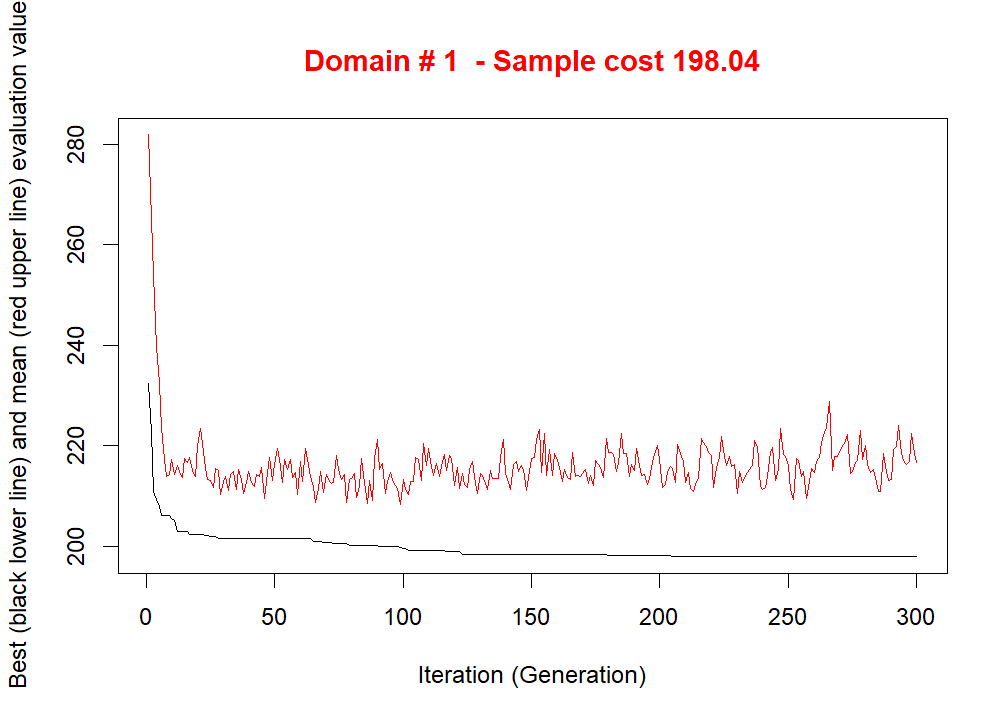 Domain # 1  - Sample cost 198.04
Best (black lower line) and mean (red upper line) evaluation value
280
260
240
220
200
0 50 100 150 200 250 300
Iteration (Generation)